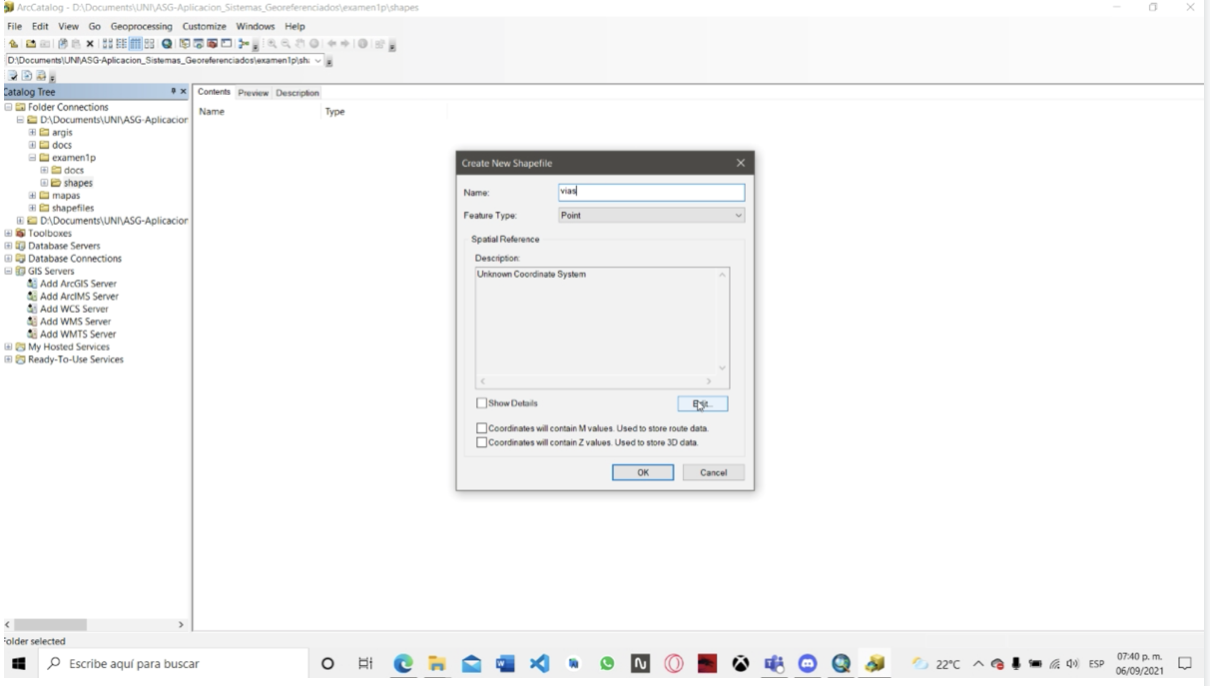 ArcCatalog - D:\Documents\UNI\ASG-Aplicacion_Sistemas_Georeferenciados\examen1p\shapes
File Edit View Go Geoprocessing Customize Windows Help
D:\Documents\UNI\ASG-Aplicacion_Sistemas_Georeferenciados\examen1p\sh
Catalog Tree
Folder Connections
D:\Documents\UNI\ASG-Aplicacion
argis
docs
examen1p
docs
shapes
mapas
shapefiles
D:\Documents\UNI\ASG-Aplicacion
Toolboxes
Database Servers
Database Connections
GIS Servers
Add ArcGIS Server
Add ArcIMS Server
Add WCS Server
Add WMS Server
Add WMTS Server
My Hosted Services
Ready-To-Use Services
Contents Preview Description
Name Type
Create New Shapefile
Name: vias
Feature Type: Point
Spatial Reference
Description:
Unknown Coordinate System
Show Details
Edit..
Coordinates will contain M values. Used to store route data.
Coordinates will contain Z values. Used to store 3D data.
OK Cancel
Folder selected
Escribe aquí para buscar
22°C
ESP
07:40 p. m.
06/09/2021